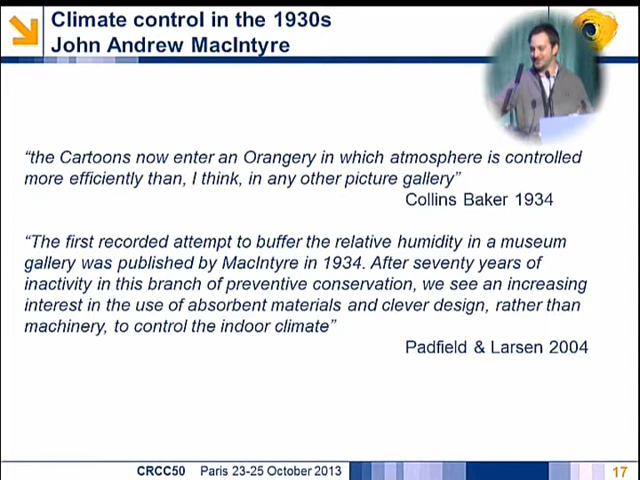 Climate control in the 1930s
John Andrew MacIntyre
“the Cartoons now enter an Orangery in which atmosphere is controlled
more efficiently than, I think, in any other picture gallery”
Collins Baker 1934
“The first recorded attempt to buffer the relative humidity in a museum
gallery was published by MacIntyre in 1934. After seventy years of
inactivity in this branch of preventive conservation, we see an increasing
interest in the use of absorbent materials and clever design, rather than
machinery, to control the indoor climate”
Padfield & Larsen 2004
CRCC50 Paris 23-25 October 2013
17